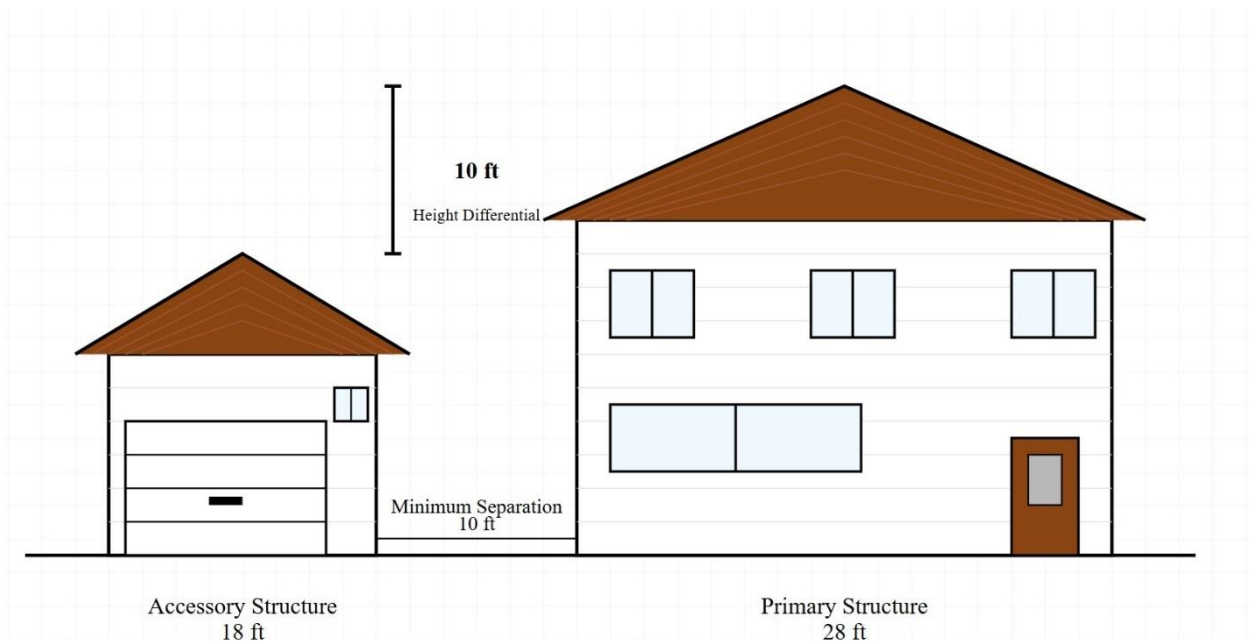 10 ft
Height Differential
Minimum Separation
10 ft
Accessory Structure
18 ft
Primary Structure
28 ft